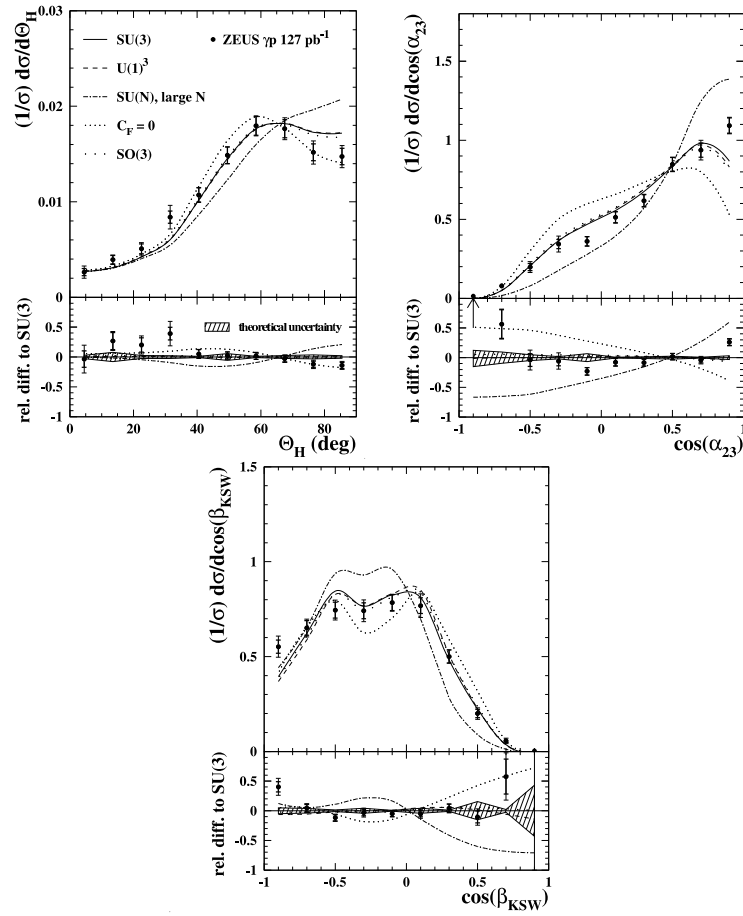 (1/σ) dσ/dΘ_H
SU(3)
U(1)³
SU(N), large N
C_F = 0
SO(3)
ZEUS γp 127 pb⁻¹
0.03
0.02
0.01
0
rel. diff. to SU(3)
theoretical uncertainty
0.5
0
-0.5
-1
0 20 40 60 80
Θ_H (deg)
(1/σ) dσ/dcos(α₂₃)
1.5
1
0.5
0
rel. diff. to SU(3)
0.5
0
-0.5
-1
-1 -0.5 0 0.5 1
cos(α₂₃)
(1/σ) dσ/dcos(β_KSW)
1.5
1
0.5
0
rel. diff. to SU(3)
0.5
0
-0.5
-1
-1 -0.5 0 0.5 1
cos(β_KSW)